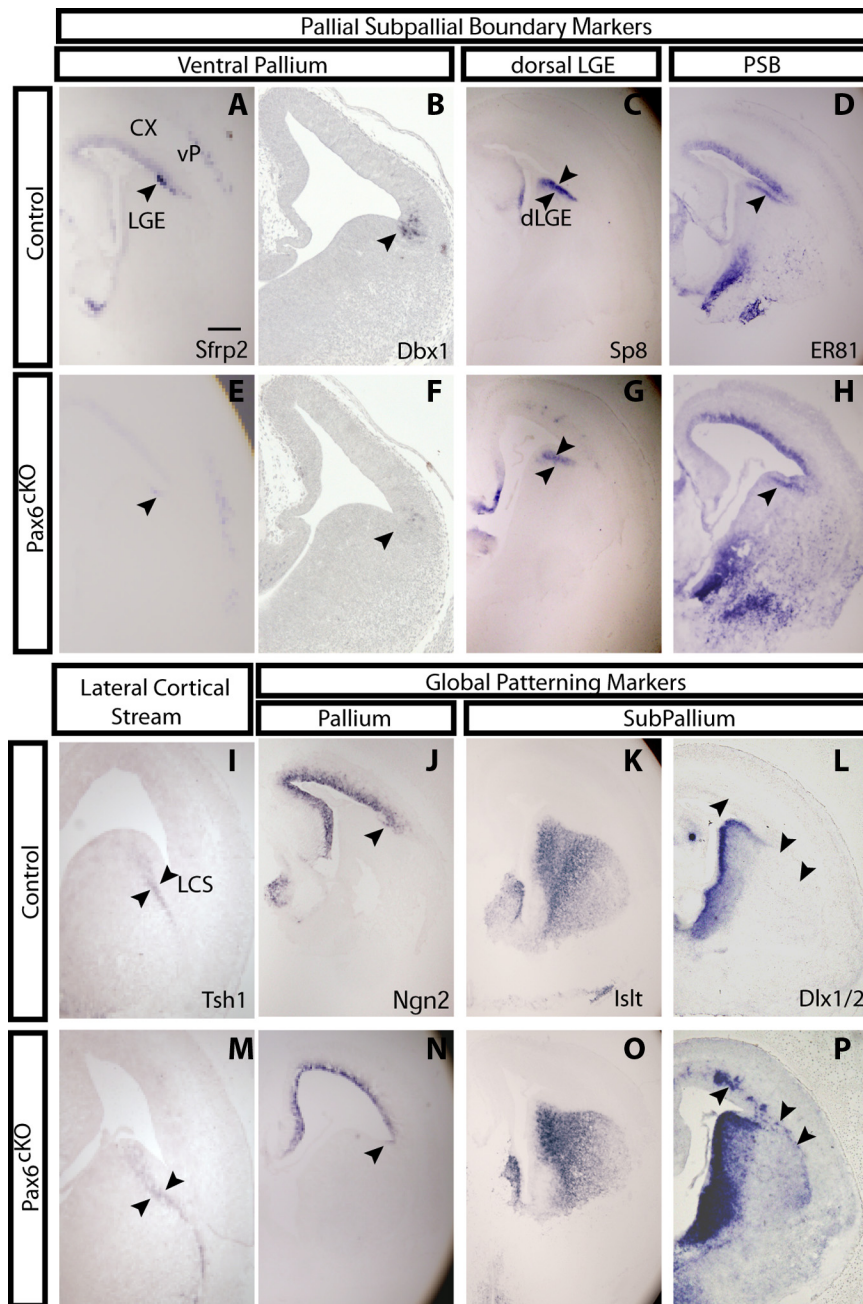 Pallial Subpallial Boundary Markers
Ventral Pallium
dorsal LGE
PSB
Control
A
CX
vP
LGE
Sfrp2
B
Dbx1
C
dLGE
Sp8
D
ER81
Pax6cKO
E
F
G
H
Lateral Cortical
Stream
Global Patterning Markers
Pallium
SubPallium
Control
I
LCS
Tsh1
J
Ngn2
K
Islt
L
Dlx1/2
Pax6cKO
M
N
O
P